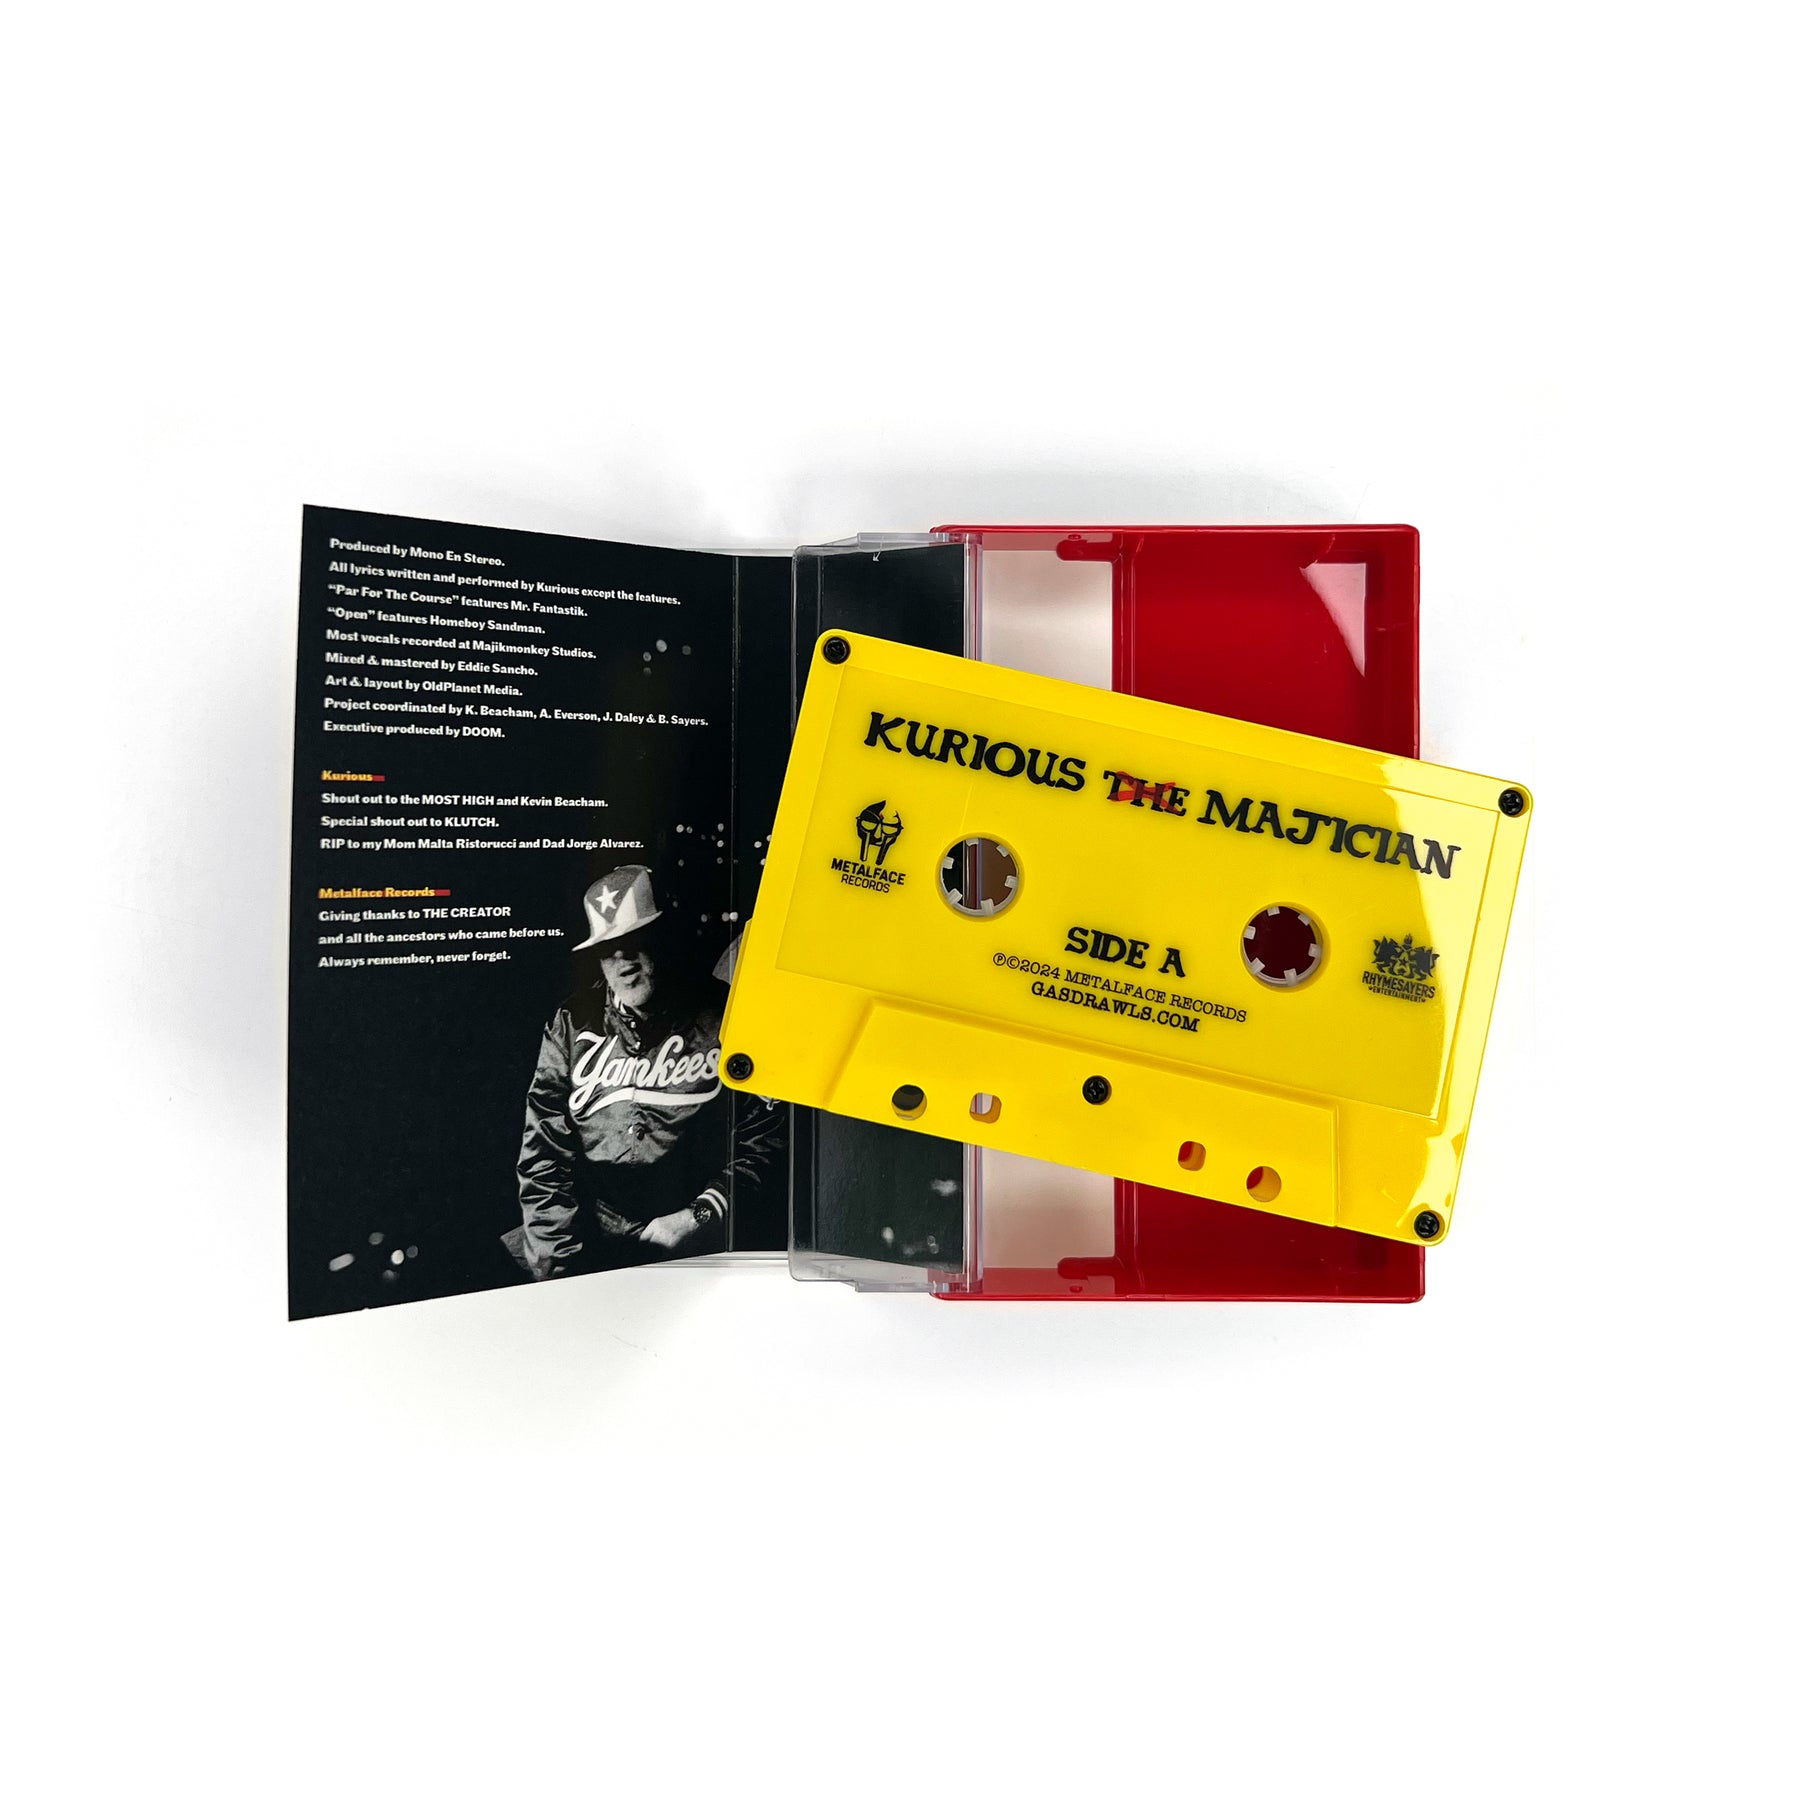 Produced by Mono En Stereo.
All lyrics written and performed by Kurious except the features.
“Par For The Course” features Mr. Fantastik.
“Open” features Homeboy Sandman.
Most vocals recorded at Majikmonkey Studios.
Mixed & mastered by Eddie Sancho.
Art & layout by OldPlanet Media.
Project coordinated by K. Beacham, A. Everson, J. Daley & B. Sayers.
Executive produced by DOOM.
Kurious
Shout out to the MOST HIGH and Kevin Beacham.
Special shout out to KLUTCH.
RIP to my Mom Malta Ristorucci and Dad Jorge Alvarez.
Metalface Records
Giving thanks to THE CREATOR
and all the ancestors who came before us.
Always remember, never forget.
Yankees
KURIOUS THE MAJICIAN
METALFACE
RECORDS
SIDE A
℗©2024 METALFACE RECORDS
GASDRAWLS.COM
RHYMESAYERS
ENTERTAINMENT